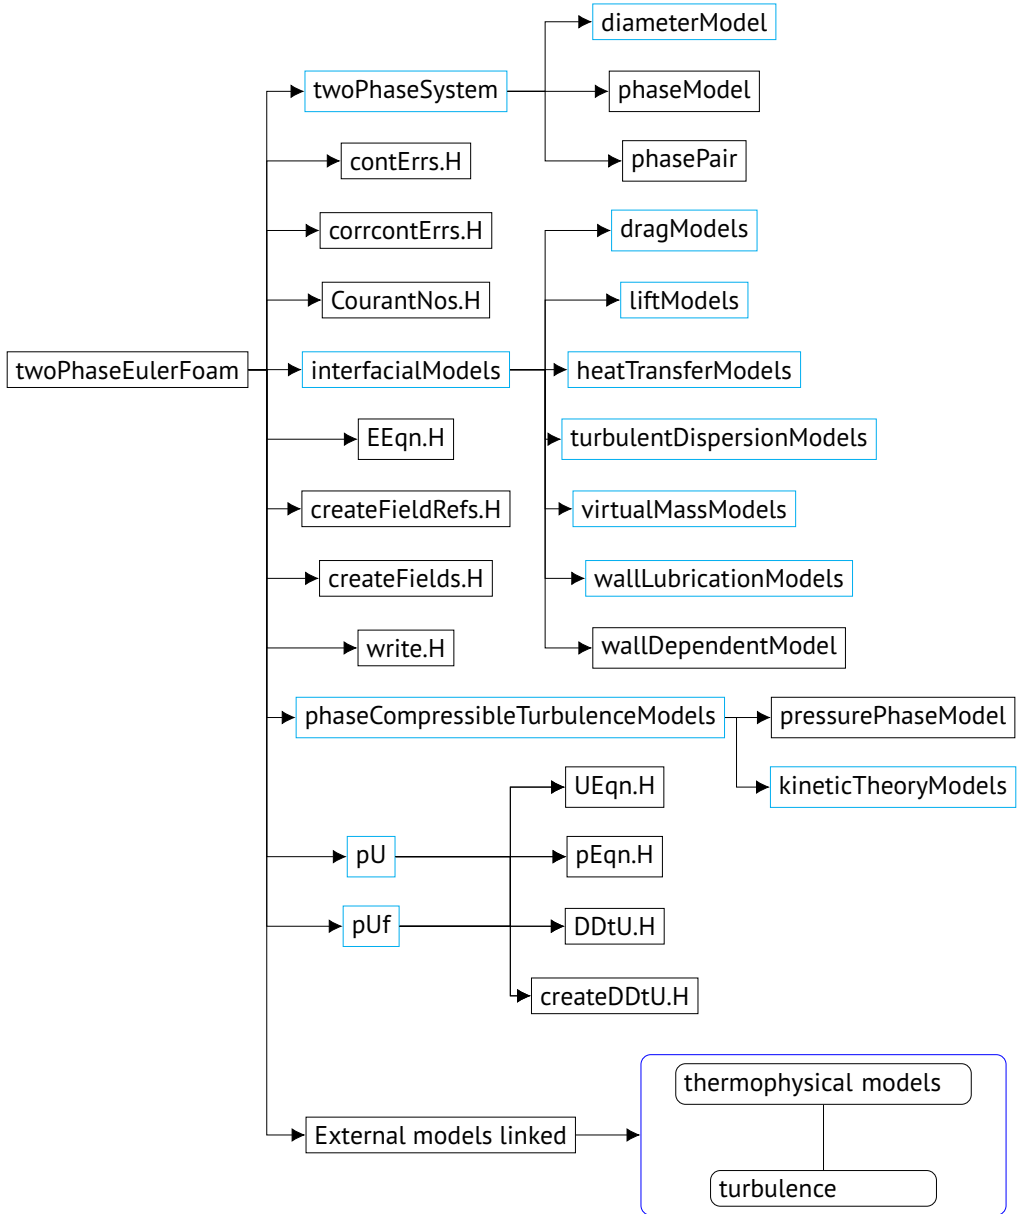 diameterModel
twoPhaseSystem
phaseModel
contErrs.H
phasePair
corrcontErrs.H
dragModels
CourantNos.H
liftModels
twoPhaseEulerFoam
interfacialModels
heatTransferModels
EEqn.H
turbulentDispersionModels
createFieldRefs.H
virtualMassModels
createFields.H
wallLubricationModels
write.H
wallDependentModel
phaseCompressibleTurbulenceModels
pressurePhaseModel
UEqn.H
kineticTheoryModels
pU
pEqn.H
pUf
DDtU.H
createDDtU.H
thermophysical models
External models linked
turbulence